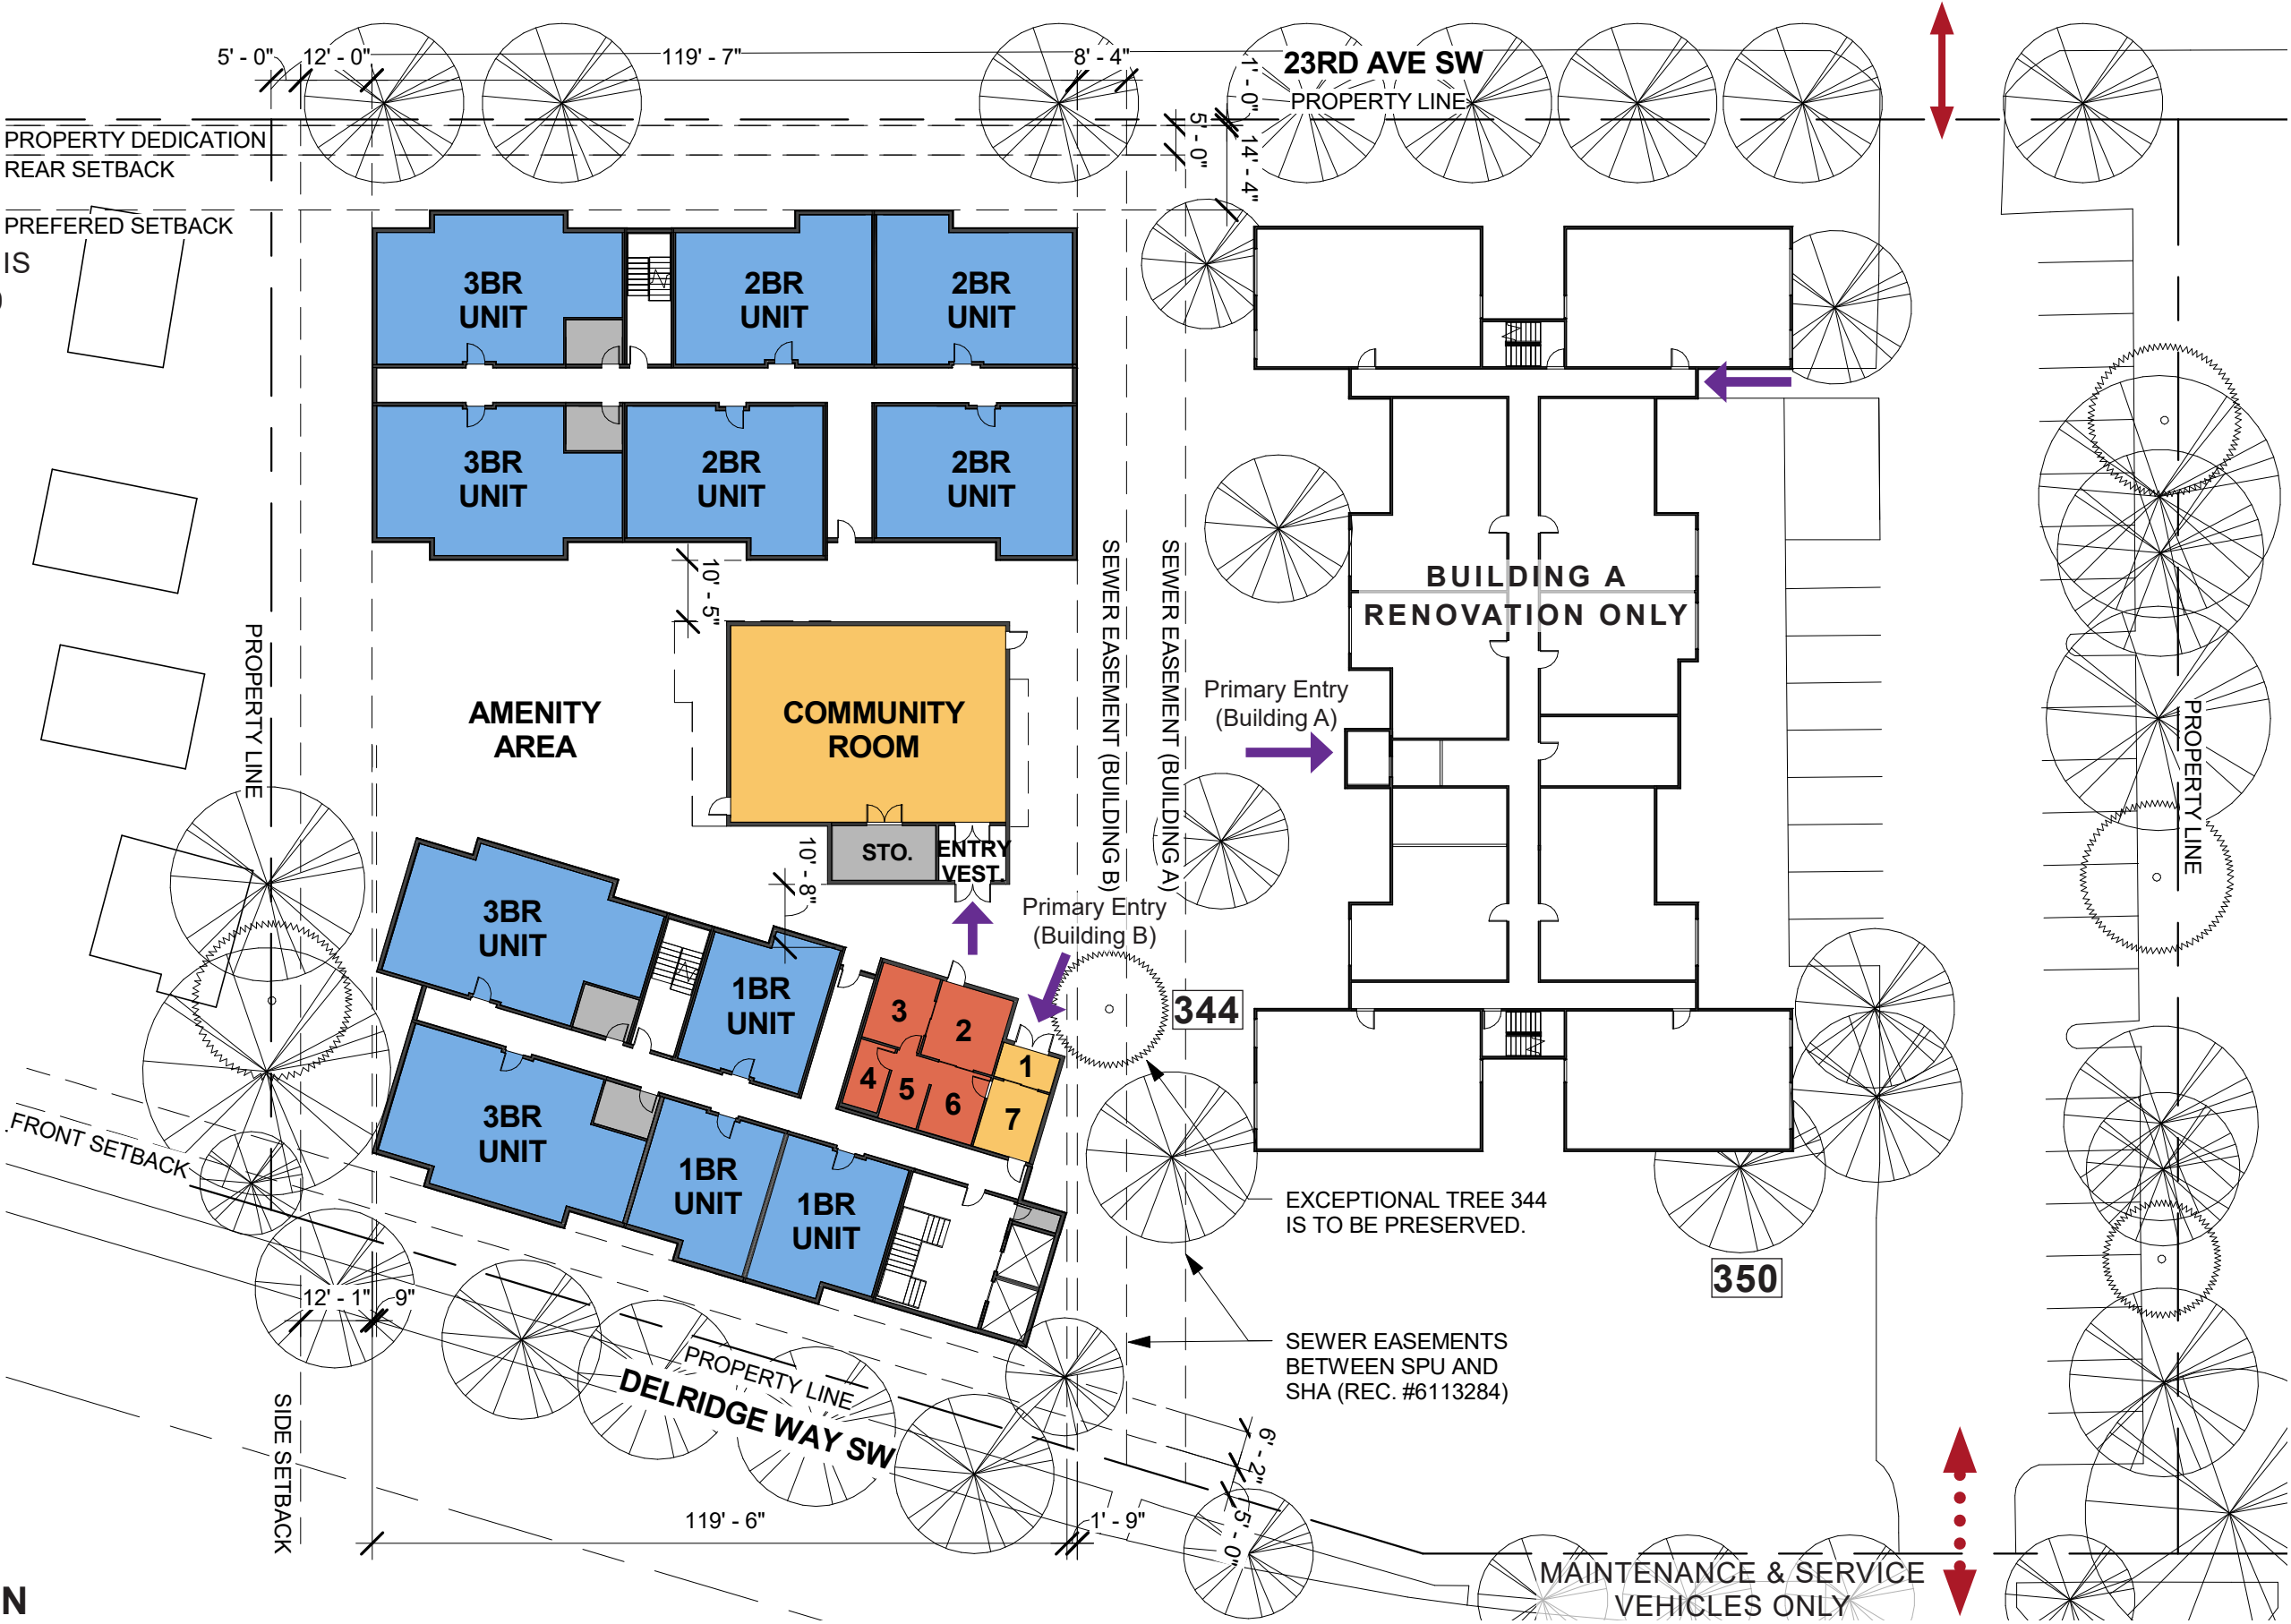 5' - 0"
12' - 0"
119' - 7"
8' - 4"
1' - 0"
23RD AVE SW
PROPERTY LINE
5' - 0"
14' - 4"
PROPERTY DEDICATION
REAR SETBACK
PREFERED SETBACK
IS
3BR
UNIT
2BR
UNIT
2BR
UNIT
3BR
UNIT
2BR
UNIT
2BR
UNIT
10' - 5"
SEWER EASEMENT (BUILDING B)
SEWER EASEMENT (BUILDING A)
BUILDING A
RENOVATION ONLY
PROPERTY LINE
AMENITY
AREA
COMMUNITY
ROOM
Primary Entry
(Building A)
PROPERTY LINE
STO.
ENTRY
VEST.
10' - 8"
Primary Entry
(Building B)
3BR
UNIT
1BR
UNIT
3
2
1
4
5
6
7
344
3BR
UNIT
1BR
UNIT
1BR
UNIT
FRONT SETBACK
EXCEPTIONAL TREE 344
IS TO BE PRESERVED.
350
12' - 1"
9"
PROPERTY LINE
DELRIDGE WAY SW
SEWER EASEMENTS
BETWEEN SPU AND
SHA (REC. #6113284)
SIDE SETBACK
6' - 2"
5' - 0"
119' - 6"
1' - 9"
MAINTENANCE & SERVICE
VEHICLES ONLY
N